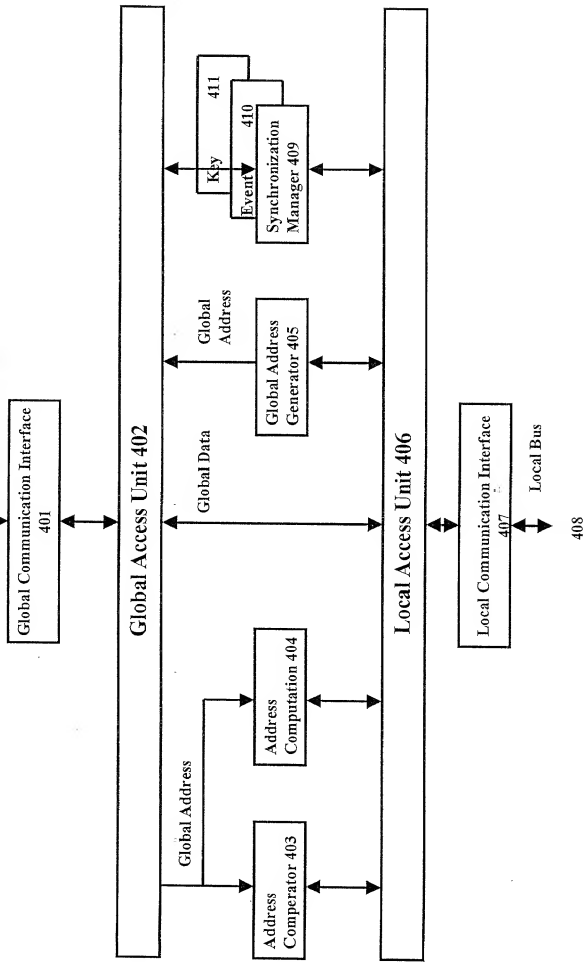 Global Communication Interface
401
Global Access Unit 402
Global Address
Address
Comperator 403
Address
Computation 404
Global Data
Global
Address
Global Address
Generator 405
Key
411
Event
410
Synchronization
Manager 409
Local Access Unit 406
Local Communication Interface
407
Local Bus
408